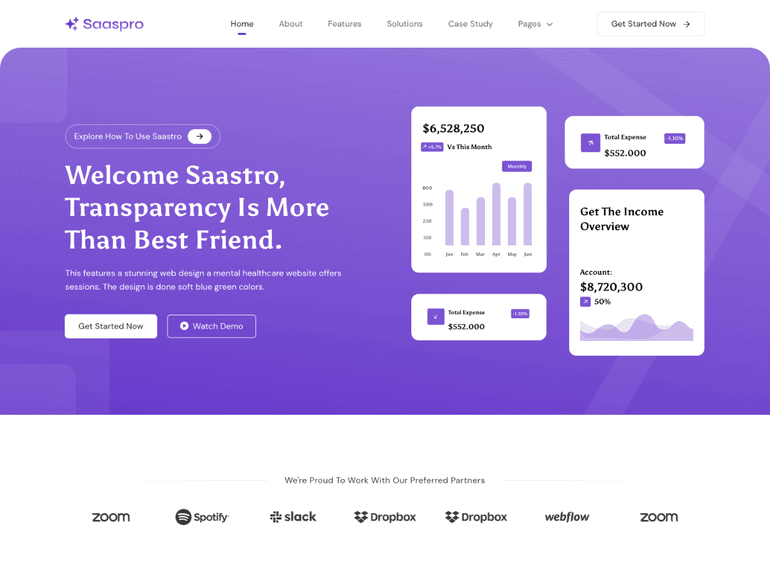 Saaspro
Home
About
Features
Solutions
Case Study
Pages
Get Started Now
Explore How To Use Saastro
Welcome Saastro,
Transparency Is More
Than Best Friend.
This features a stunning web design a mental healthcare website offers
sessions. The design is done soft blue green colors.
Get Started Now
Watch Demo
$6,528,250
+5.7%
Vs This Month
Monthly
800
500
250
150
00
Jan
Feb
Mar
Apr
May
Jun
Total Expense
$552.000
-1.30%
Total Expense
$552.000
-1.30%
Get The Income
Overview
Account:
$8,720,300
50%
We're Proud To Work With Our Preferred Partners
zoom
Spotify
slack
Dropbox
Dropbox
webflow
zoom